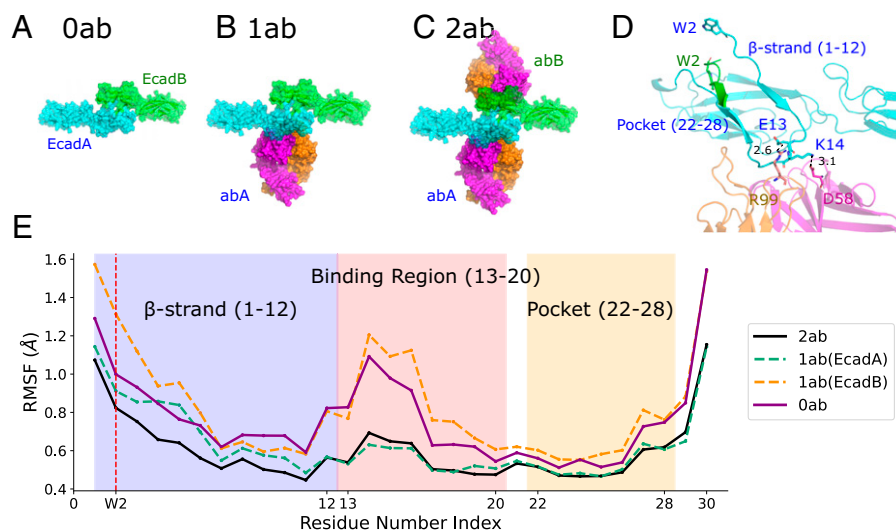 A 0ab B 1ab C 2ab D
EcadB
EcadA
abA
abB
abA
W2
β-strand (1-12)
W2
Pocket (22-28)
E13
K14
2.6
3.1
R99
D58
E
Binding Region (13-20)
β-strand (1-12)
Pocket (22-28)
RMSF (Å)
1.6
1.4
1.2
1.0
0.8
0.6
0.4
0 W2 12 13 20 22 28 30
Residue Number Index
2ab
1ab(EcadA)
1ab(EcadB)
0ab